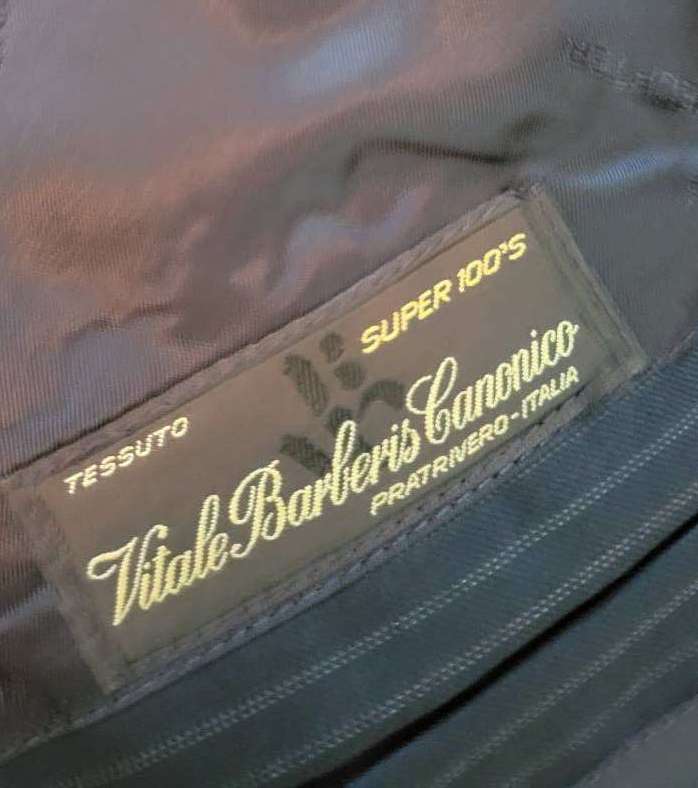 TESSUTO SUPER 100'S
Vitale Barberis Canonico
PRATRIVERO-ITALIA